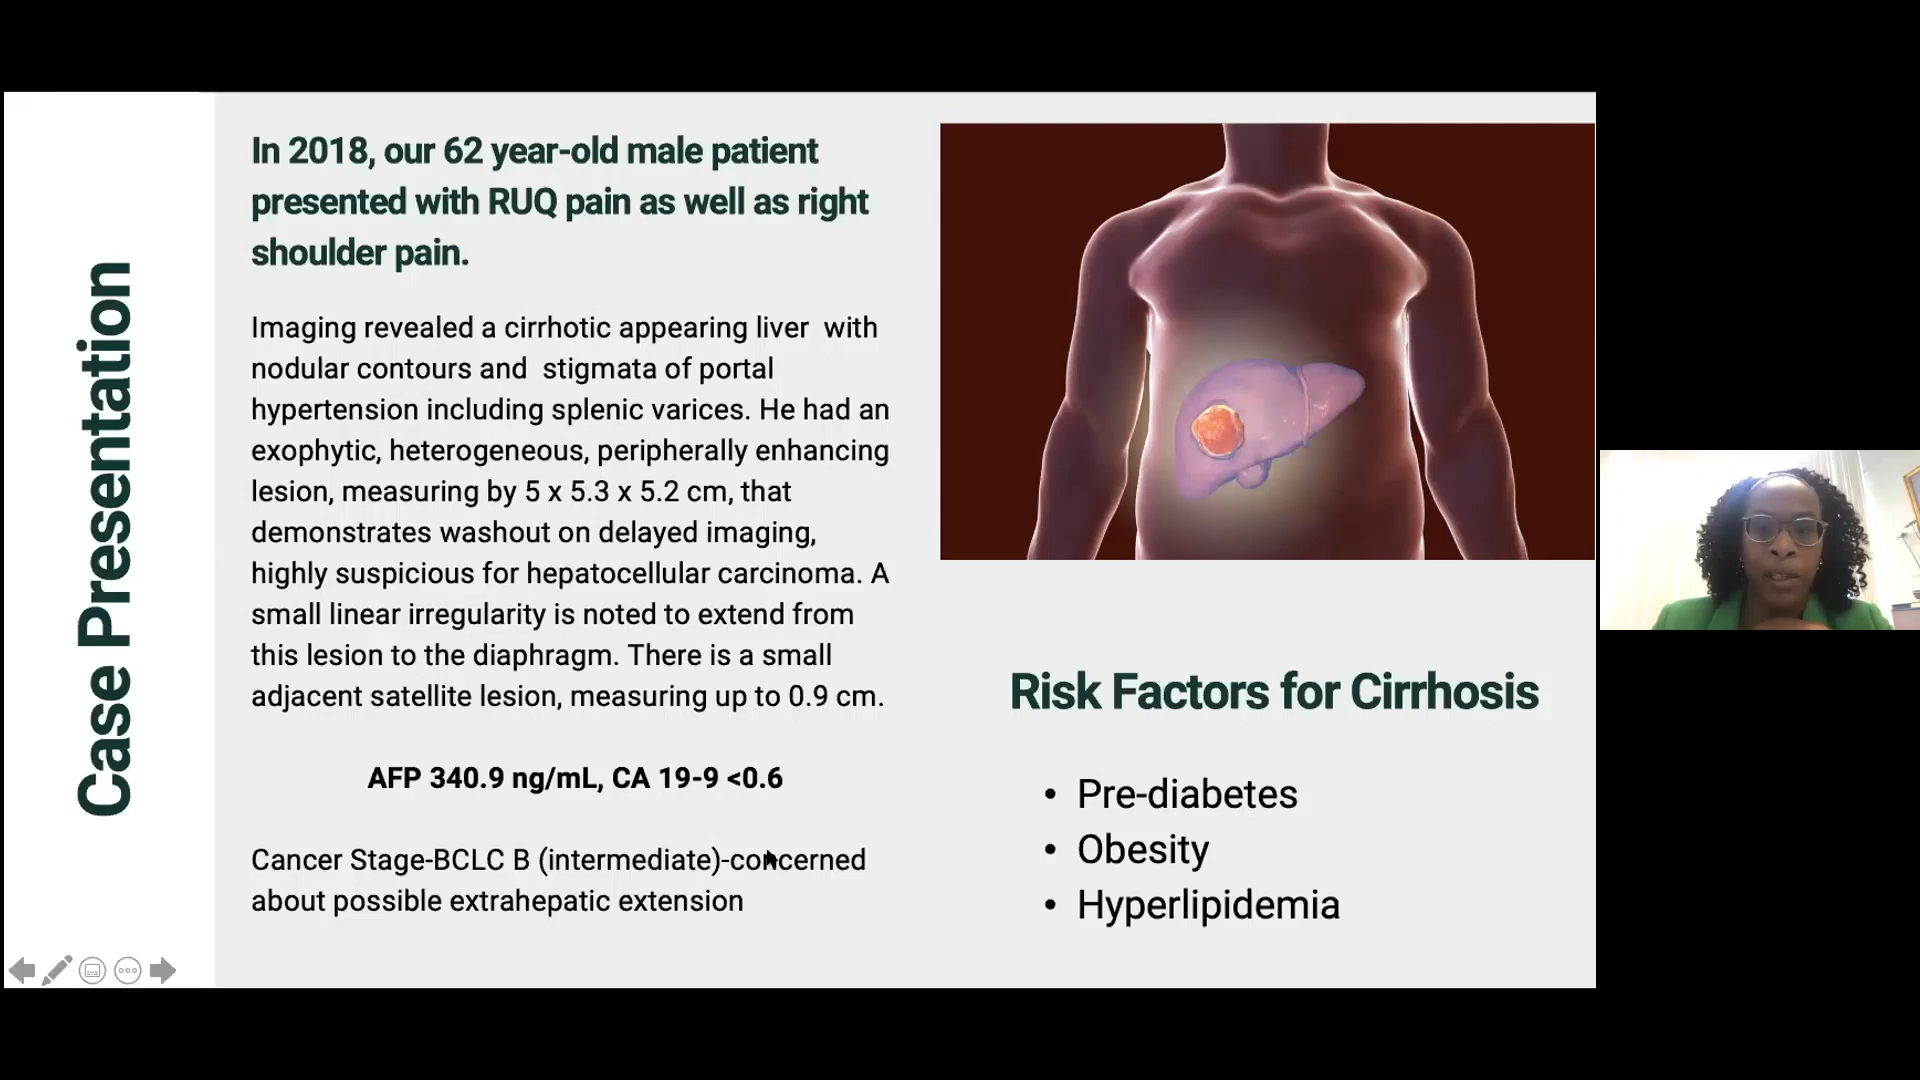 Case Presentation
In 2018, our 62 year-old male patient
presented with RUQ pain as well as right
shoulder pain.
Imaging revealed a cirrhotic appearing liver with
nodular contours and stigmata of portal
hypertension including splenic varices. He had an
exophytic, heterogeneous, peripherally enhancing
lesion, measuring by 5 x 5.3 x 5.2 cm, that
demonstrates washout on delayed imaging,
highly suspicious for hepatocellular carcinoma. A
small linear irregularity is noted to extend from
this lesion to the diaphragm. There is a small
adjacent satellite lesion, measuring up to 0.9 cm.
AFP 340.9 ng/mL, CA 19-9 <0.6
Cancer Stage-BCLC B (intermediate)-concerned
about possible extrahepatic extension
Risk Factors for Cirrhosis
• Pre-diabetes
• Obesity
• Hyperlipidemia